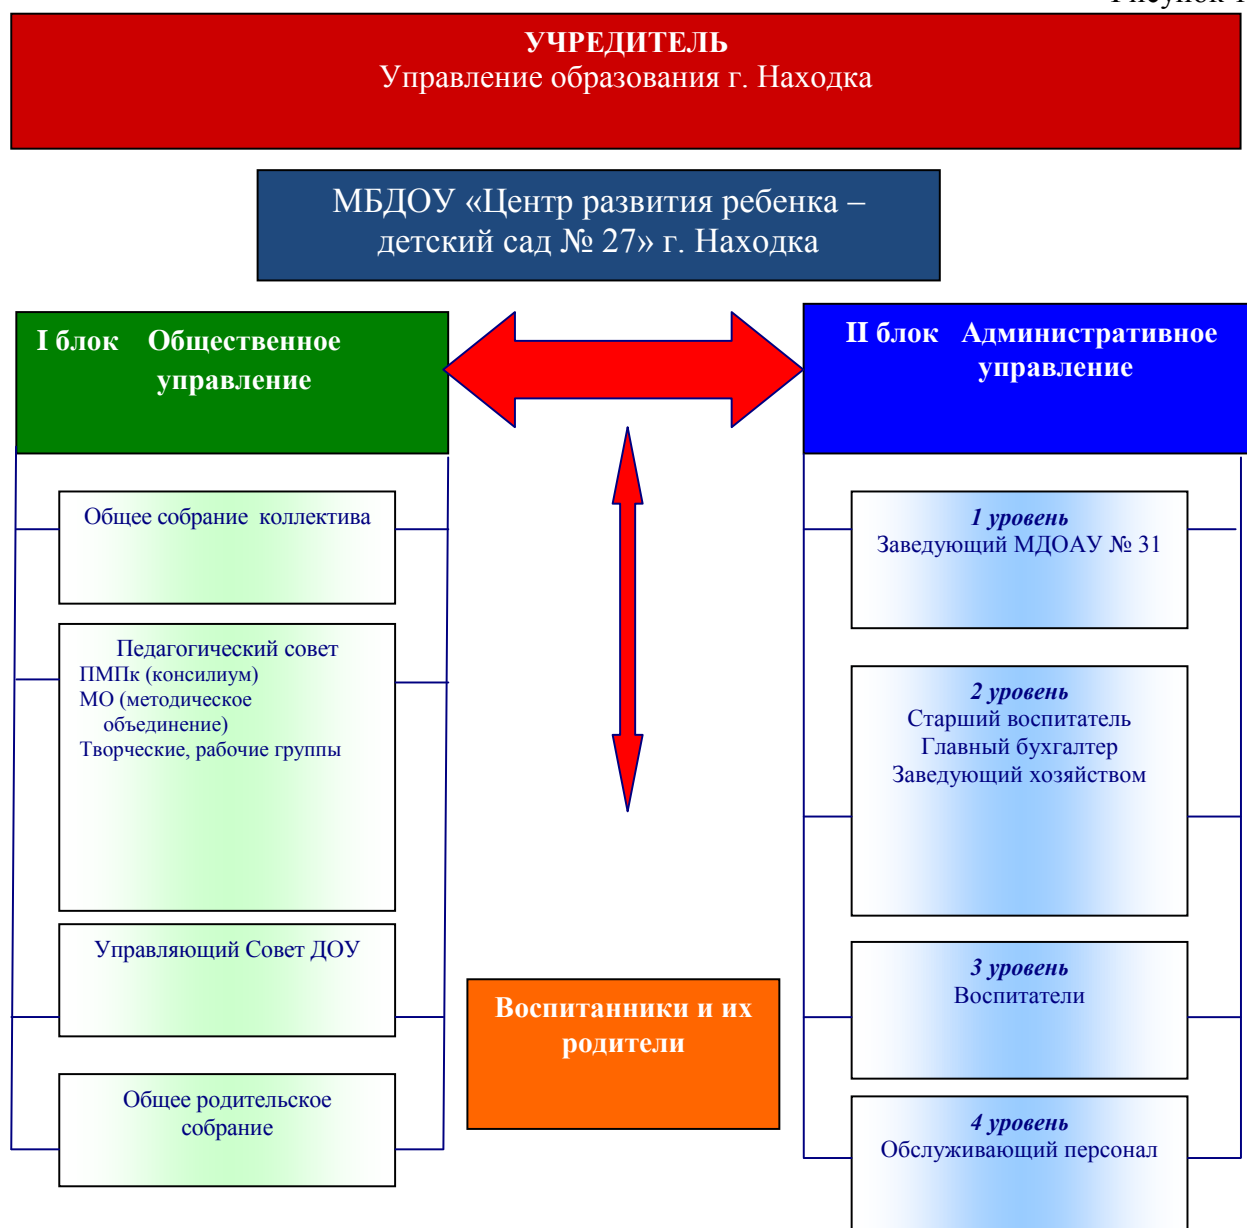 УЧРЕДИТЕЛЬ
Управление образования г. Находка
МБДОУ «Центр развития ребенка –
детский сад № 27» г. Находка
I блок Общественное
управление
II блок Административное
управление
Общее собрание коллектива
Педагогический совет
ПМПк (консилиум)
МО (методическое
объединение)
Творческие, рабочие группы
Управляющий Совет ДОУ
Общее родительское
собрание
Воспитанники и их
родители
1 уровень
Заведующий МДОАУ № 31
2 уровень
Старший воспитатель
Главный бухгалтер
Заведующий хозяйством
3 уровень
Воспитатели
4 уровень
Обслуживающий персонал